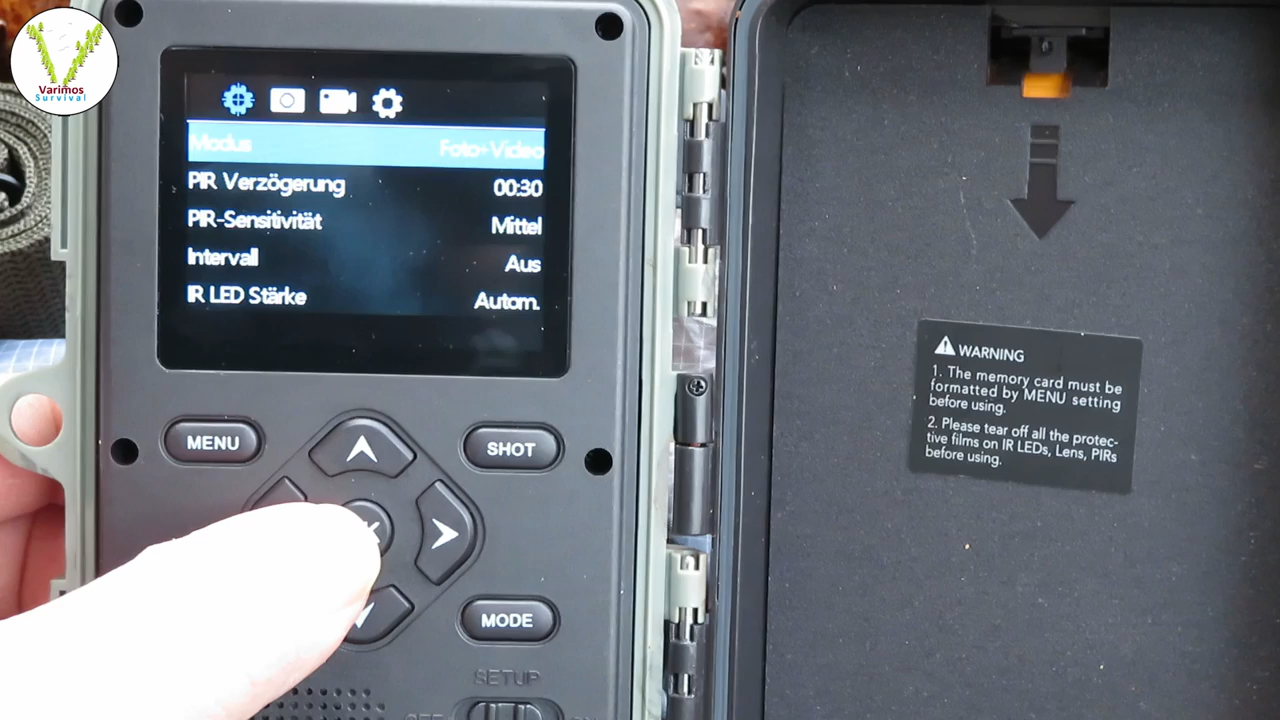 Varimos
Survival
Modus Foto+Video
PIR Verzögerung 00:30
PIR-Sensitivität Mittel
Intervall Aus
IR LED Stärke Autom.
MENU
SHOT
MODE
SETUP
WARNING
1. The memory card must be
formatted by MENU setting
before using.
2. Please tear off all the protec-
tive films on IR LEDs, Lens, PIRs
before using.